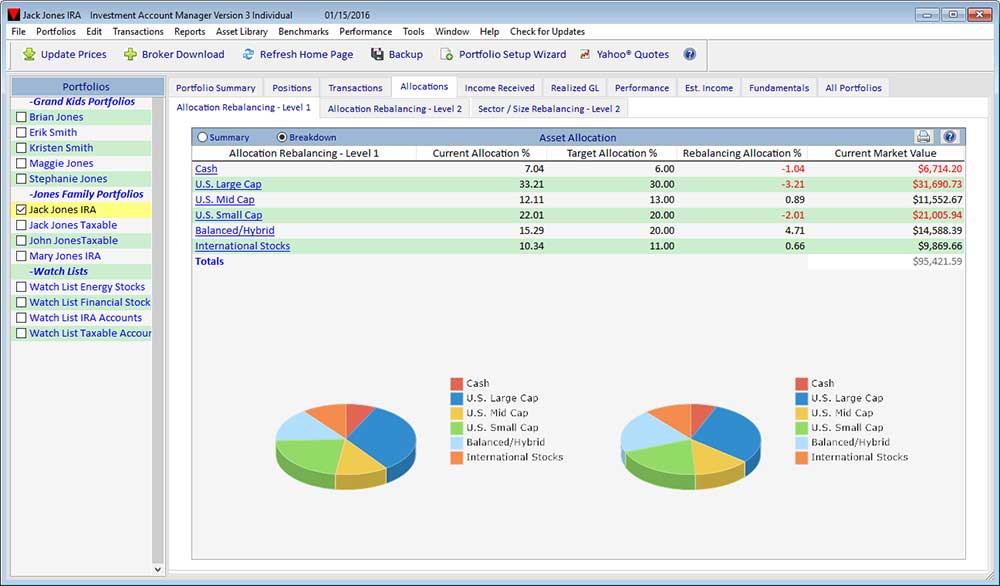 Jack Jones IRA Investment Account Manager Version 3 Individual 01/15/2016
File Portfolios Edit Transactions Reports Asset Library Benchmarks Performance Tools Window Help Check for Updates
Update Prices Broker Download Refresh Home Page Backup Portfolio Setup Wizard Yahoo® Quotes ?
Portfolios
-Grand Kids Portfolios
Brian Jones
Erik Smith
Kristen Smith
Maggie Jones
Stephanie Jones
-Jones Family Portfolios
Jack Jones IRA
Jack Jones Taxable
John JonesTaxable
Mary Jones IRA
-Watch Lists
Watch List Energy Stocks
Watch List Financial Stock
Watch List IRA Accounts
Watch List Taxable Accour
Portfolio Summary Positions Transactions Allocations Income Received Realized GL Performance Est. Income Fundamentals All Portfolios
Allocation Rebalancing - Level 1 Allocation Rebalancing - Level 2 Sector / Size Rebalancing - Level 2
Summary Breakdown Asset Allocation ?
Allocation Rebalancing - Level 1 Current Allocation % Target Allocation % Rebalancing Allocation % Current Market Value
Cash 7.04 6.00 -1.04 $6,714.20
U.S. Large Cap 33.21 30.00 -3.21 $31,690.73
U.S. Mid Cap 12.11 13.00 0.89 $11,552.67
U.S. Small Cap 22.01 20.00 -2.01 $21,005.94
Balanced/Hybrid 15.29 20.00 4.71 $14,588.39
International Stocks 10.34 11.00 0.66 $9,869.66
Totals $95,421.59
Cash
U.S. Large Cap
U.S. Mid Cap
U.S. Small Cap
Balanced/Hybrid
International Stocks
Cash
U.S. Large Cap
U.S. Mid Cap
U.S. Small Cap
Balanced/Hybrid
International Stocks